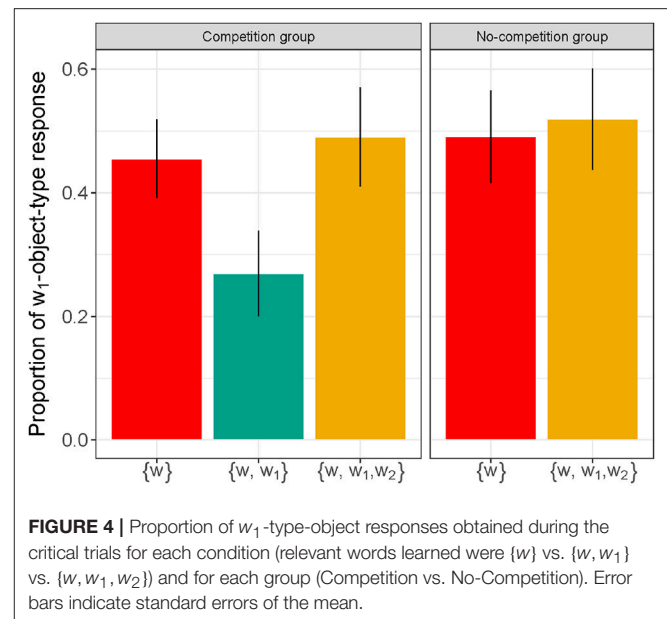 Competition group
No-competition group
Proportion of w₁-object-type response
0.6
0.4
0.2
0.0
{w}
{w, w₁}
{w, w₁,w₂}
{w}
{w, w₁,w₂}
FIGURE 4 | Proportion of w₁-type-object responses obtained during the
critical trials for each condition (relevant words learned were {w} vs. {w, w₁}
vs. {w, w₁, w₂}) and for each group (Competition vs. No-Competition). Error
bars indicate standard errors of the mean.